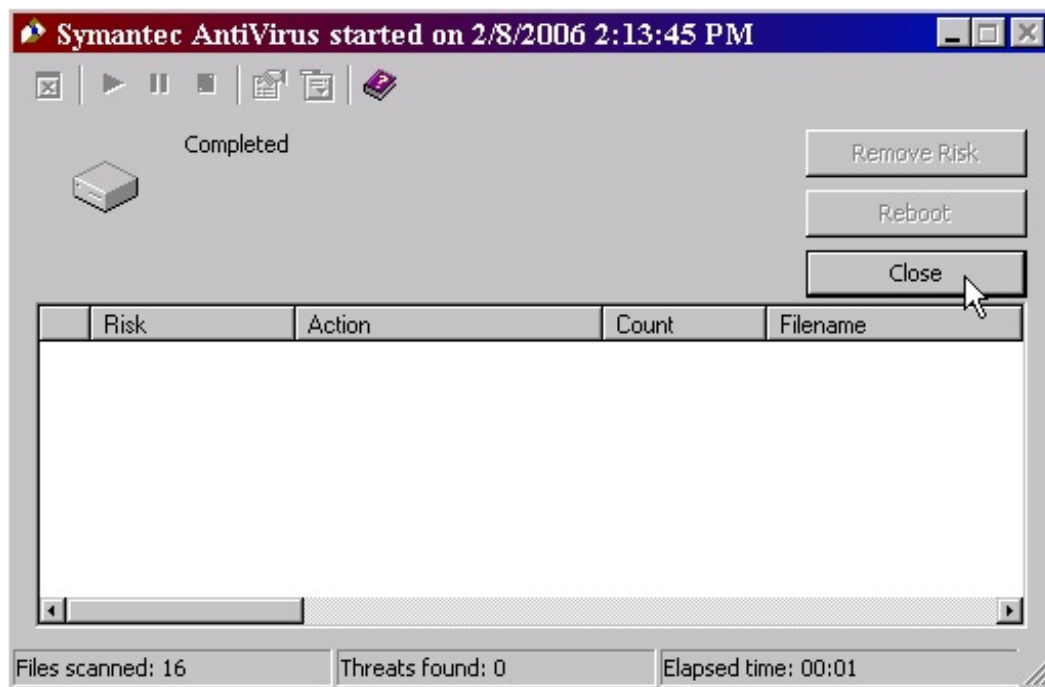 Symantec AntiVirus started on 2/8/2006 2:13:45 PM
Completed
Remove Risk
Reboot
Close
Risk Action Count Filename
Files scanned: 16 Threats found: 0 Elapsed time: 00:01